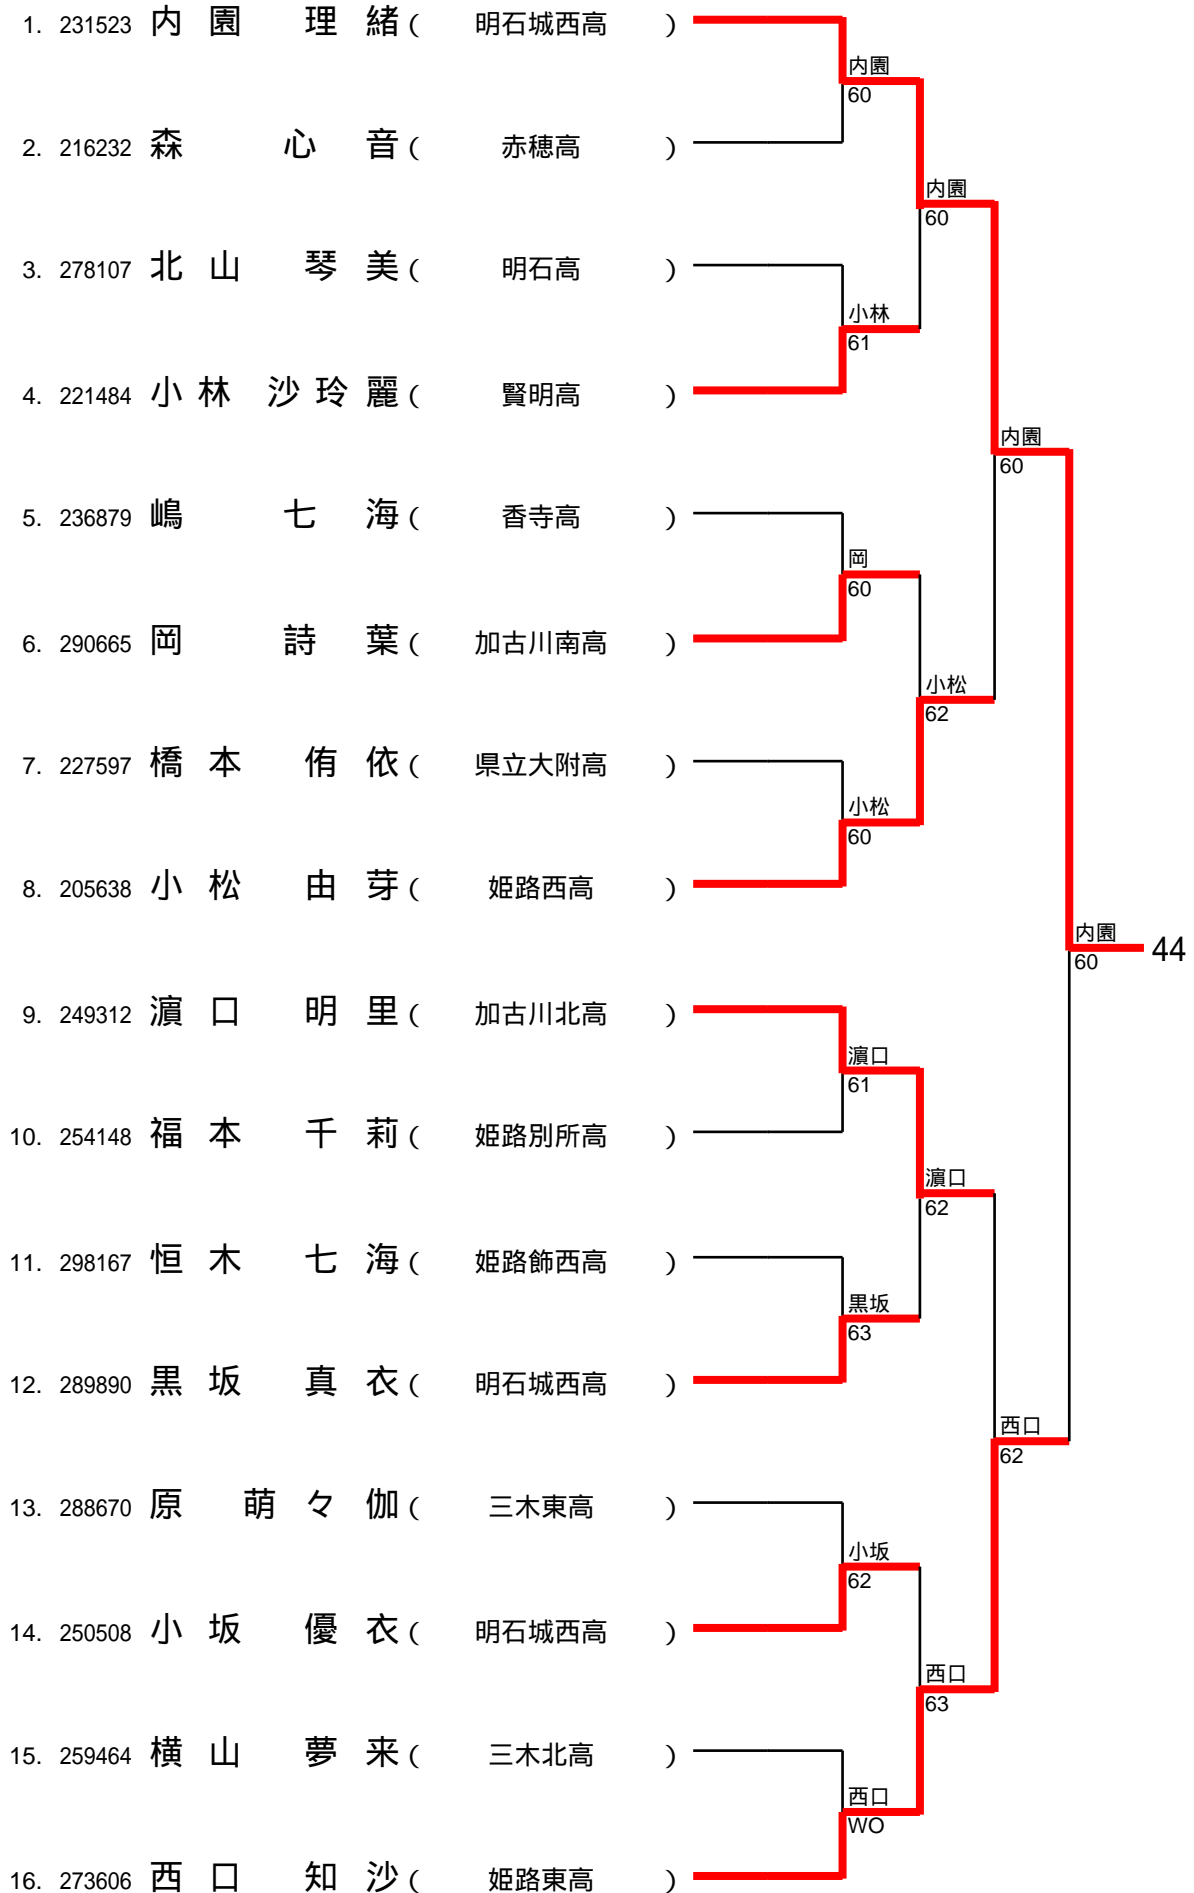 1. 231523 内園 理緒 ( 明石城西高 )
内園
60
2. 216232 森 心音 ( 赤穂高 )
内園
60
3. 278107 北山 琴美 ( 明石高 )
小林
61
4. 221484 小林 沙玲麗 ( 賢明高 )
内園
60
5. 236879 嶋 七海 ( 香寺高 )
岡
60
6. 290665 岡 詩葉 ( 加古川南高 )
小松
62
7. 227597 橋本 侑依 ( 県立大附高 )
小松
60
8. 205638 小松 由芽 ( 姫路西高 )
内園
60
44
9. 249312 濵口 明里 ( 加古川北高 )
濵口
61
10. 254148 福本 千莉 ( 姫路別所高 )
濵口
62
11. 298167 恒木 七海 ( 姫路飾西高 )
黒坂
63
12. 289890 黒坂 真衣 ( 明石城西高 )
西口
62
13. 288670 原 萌々伽 ( 三木東高 )
小坂
62
14. 250508 小坂 優衣 ( 明石城西高 )
西口
63
15. 259464 横山 夢来 ( 三木北高 )
西口
WO
16. 273606 西口 知沙 ( 姫路東高 )